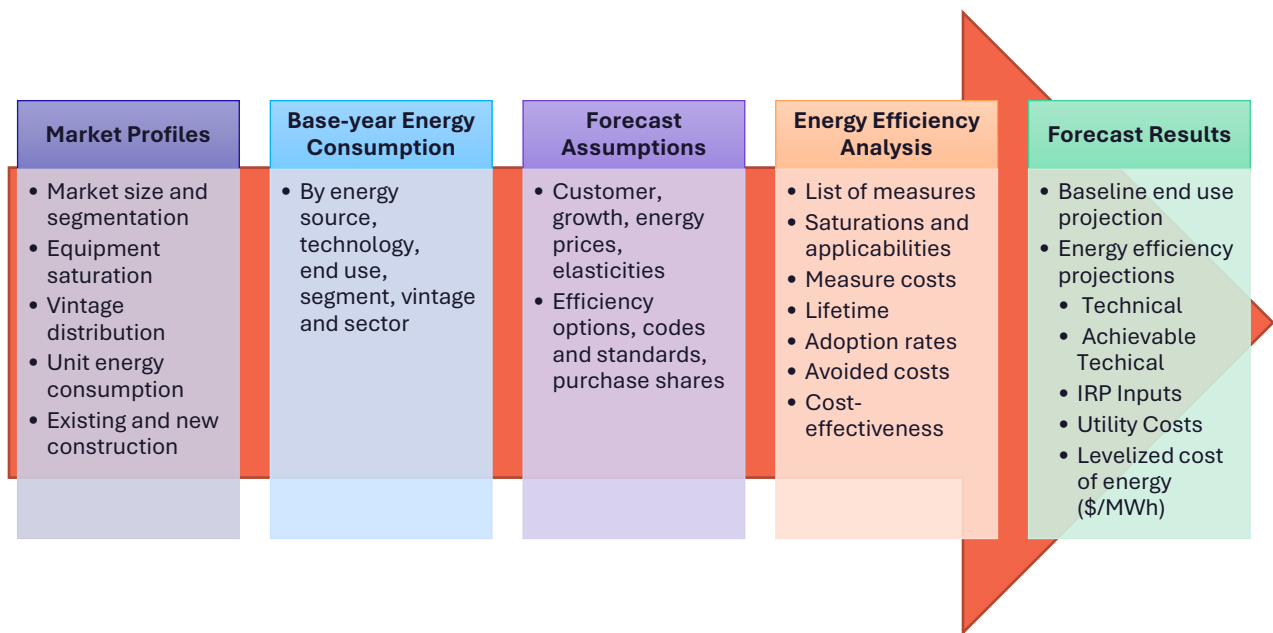 Market Profiles
• Market size and
segmentation
• Equipment
saturation
• Vintage
distribution
• Unit energy
consumption
• Existing and new
construction
Base-year Energy
Consumption
• By energy
source,
technology,
end use,
segment, vintage
and sector
Forecast
Assumptions
• Customer,
growth, energy
prices,
elasticities
• Efficiency
options, codes
and standards,
purchase shares
Energy Efficiency
Analysis
• List of measures
• Saturations and
applicabilities
• Measure costs
• Lifetime
• Adoption rates
• Avoided costs
• Cost-
effectiveness
Forecast Results
• Baseline end use
projection
• Energy efficiency
projections
• Technical
• Achievable
Techical
• IRP Inputs
• Utility Costs
• Levelized cost
of energy
($/MWh)